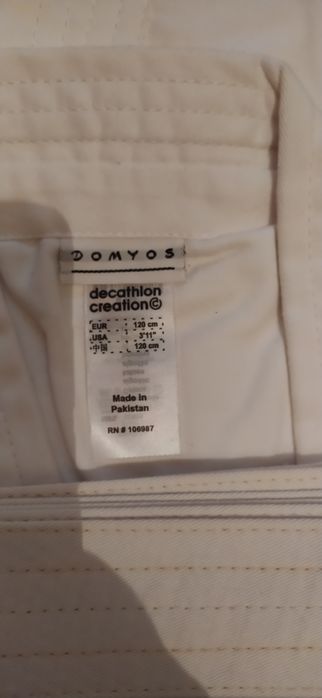 DOMYOS
decathlon
creation©
EUR 120 cm
USA 3'11"
中国 120 cm
Made in
Pakistan
RN # 106987